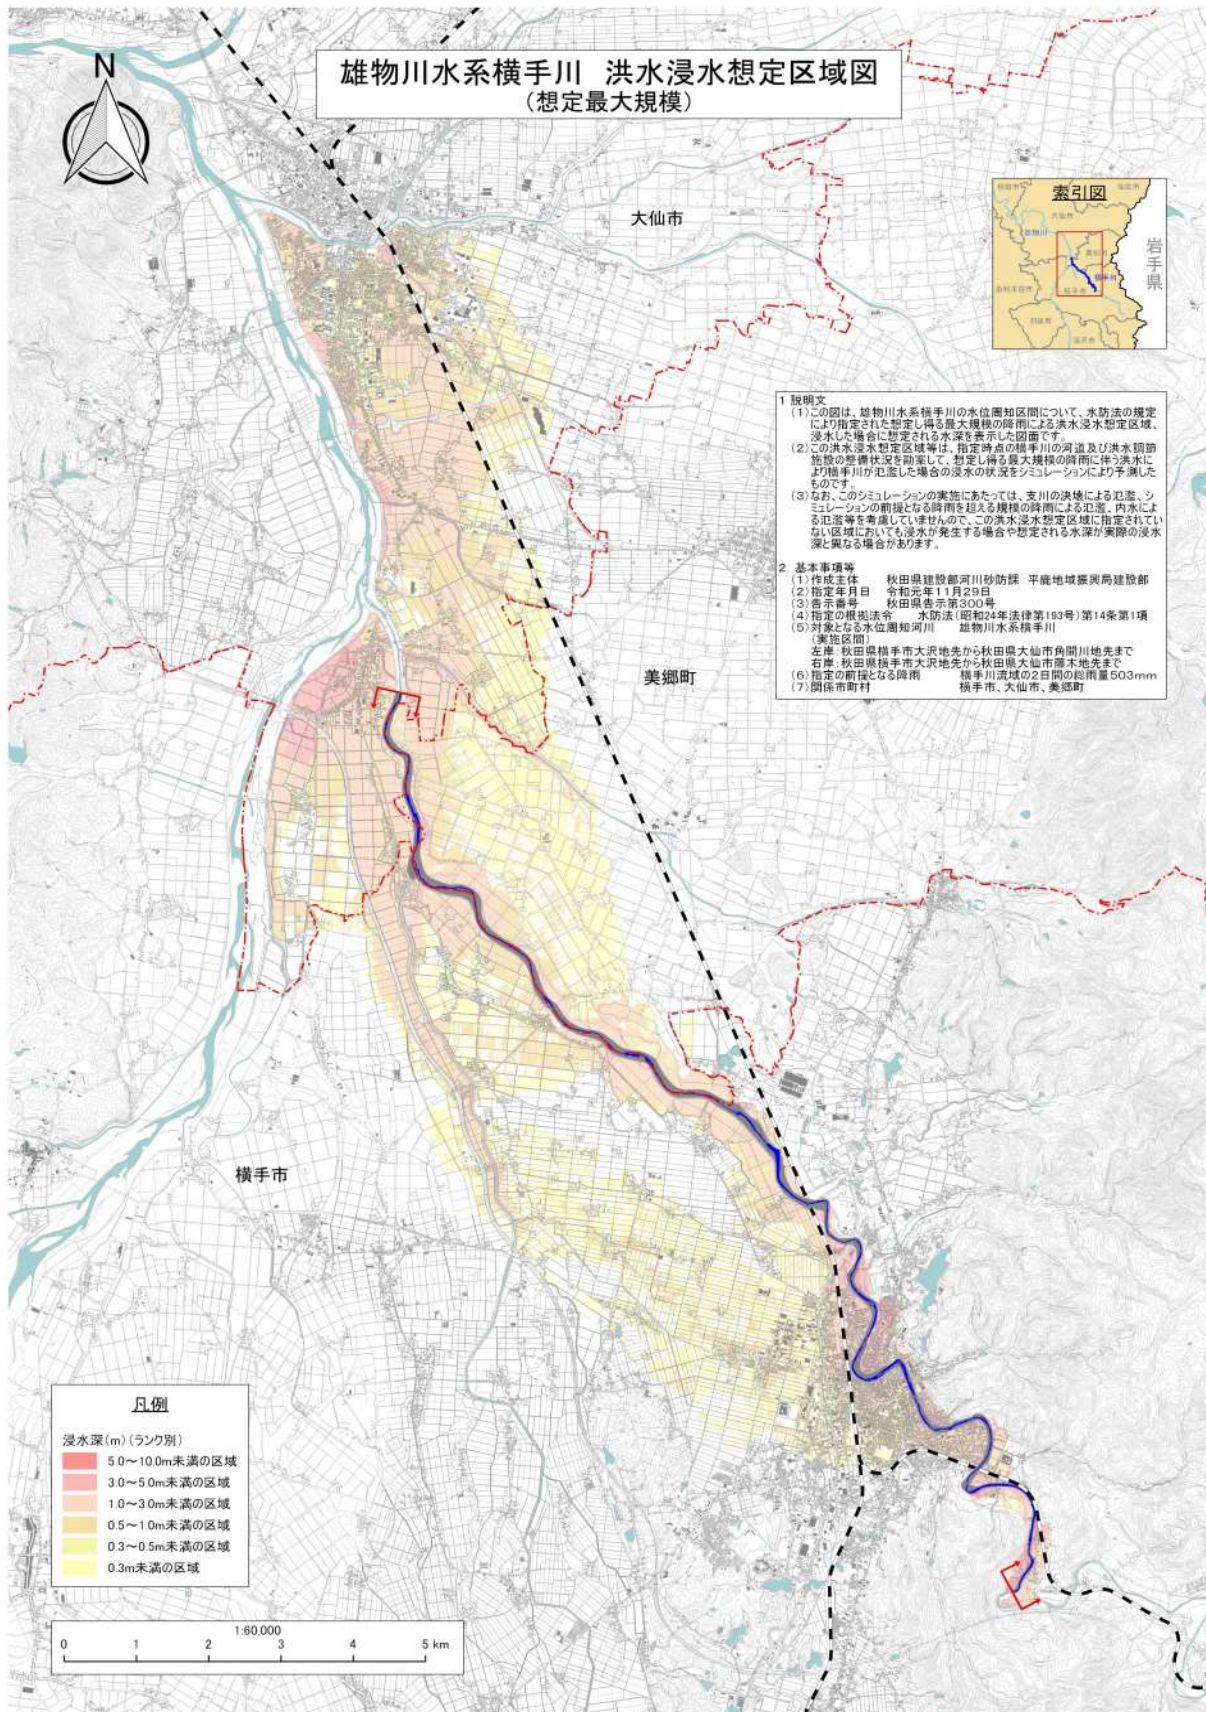 雄物川水系横手川 洪水浸水想定区域図
(想定最大規模)
N
大仙市
索引図
大仙市
雄物川
横手川
横手市
岩手県
1 説明文
(1)この図は、雄物川水系横手川の水位周知区間について、水防法の規定
により指定された想定し得る最大規模の降雨による洪水浸水想定区域、
浸水した場合に想定される水深を表示した図面です。
(2)この洪水浸水想定区域等は、指定時点の横手川の河道及び洪水調節
施設の整備状況を勘案して、想定し得る最大規模の降雨に伴う洪水に
より横手川が氾濫した場合の浸水の状況をシミュレーションにより予測した
ものです。
(3)なお、このシミュレーションの実施にあたっては、支川の決壊による氾濫、シ
ミュレーションの前提となる降雨を超える規模の降雨による氾濫、内水によ
る氾濫等を考慮していませんので、この洪水浸水想定区域に指定されてい
ない区域においても浸水が発生する場合や想定される水深が実際の浸水
深と異なる場合があります。
2 基本事項等
(1)作成主体 秋田県建設部河川砂防課 平鹿地域振興局建設部
(2)指定年月日 令和元年11月29日
(3)告示番号 秋田県告示第300号
(4)指定の根拠法令 水防法(昭和24年法律第193号)第14条第1項
(5)対象となる水位周知河川 雄物川水系横手川
(実施区間)
左岸:秋田県横手市大沢地先から秋田県大仙市角間川地先まで
右岸:秋田県横手市大沢地先から秋田県大仙市藤木地先まで
(6)指定の前提となる降雨 横手川流域の2日間の総雨量503mm
(7)関係市町村 横手市、大仙市、美郷町
美郷町
横手市
凡例
浸水深(m)(ランク別)
5.0～10.0m未満の区域
3.0～5.0m未満の区域
1.0～3.0m未満の区域
0.5～1.0m未満の区域
0.3～0.5m未満の区域
0.3m未満の区域
1:60,000
0 1 2 3 4 5 km